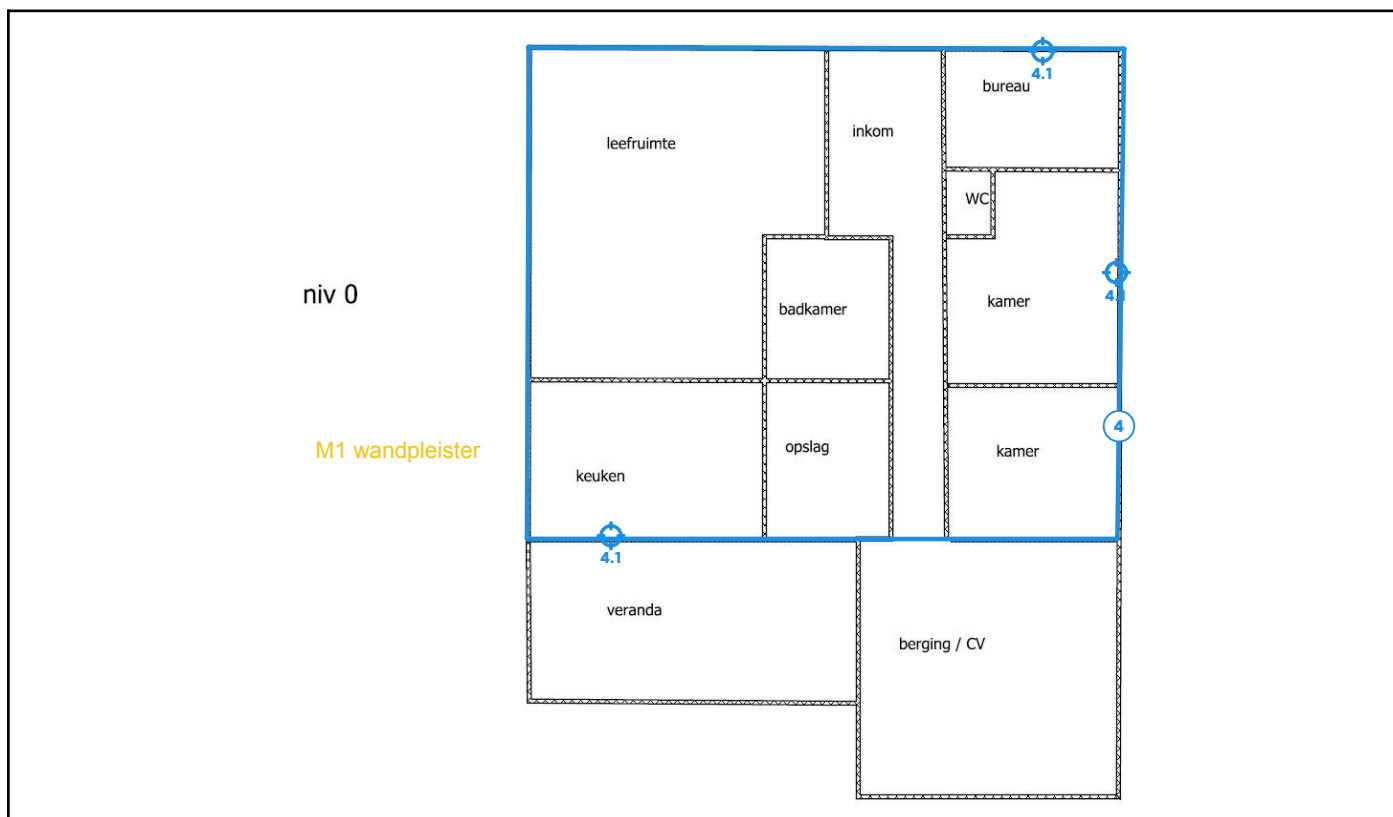 4.1
bureau
inkom
leefruimte
WC
4.1
niv 0
kamer
badkamer
4
M1 wandpleister
opslag
kamer
keuken
4.1
veranda
berging / CV